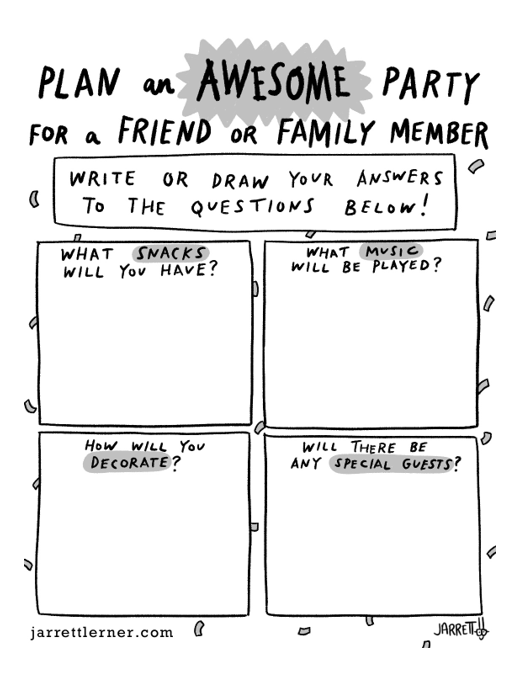 PLAN an AWESOME PARTY
FOR a FRIEND OR FAMILY MEMBER
WRITE OR DRAW YOUR ANSWERS
TO THE QUESTIONS BELOW!
WHAT SNACKS
WILL YOU HAVE?
WHAT MUSIC
WILL BE PLAYED?
HOW WILL YOU
DECORATE?
WILL THERE BE
ANY SPECIAL GUESTS?
jarrettlerner.com
JARRETT